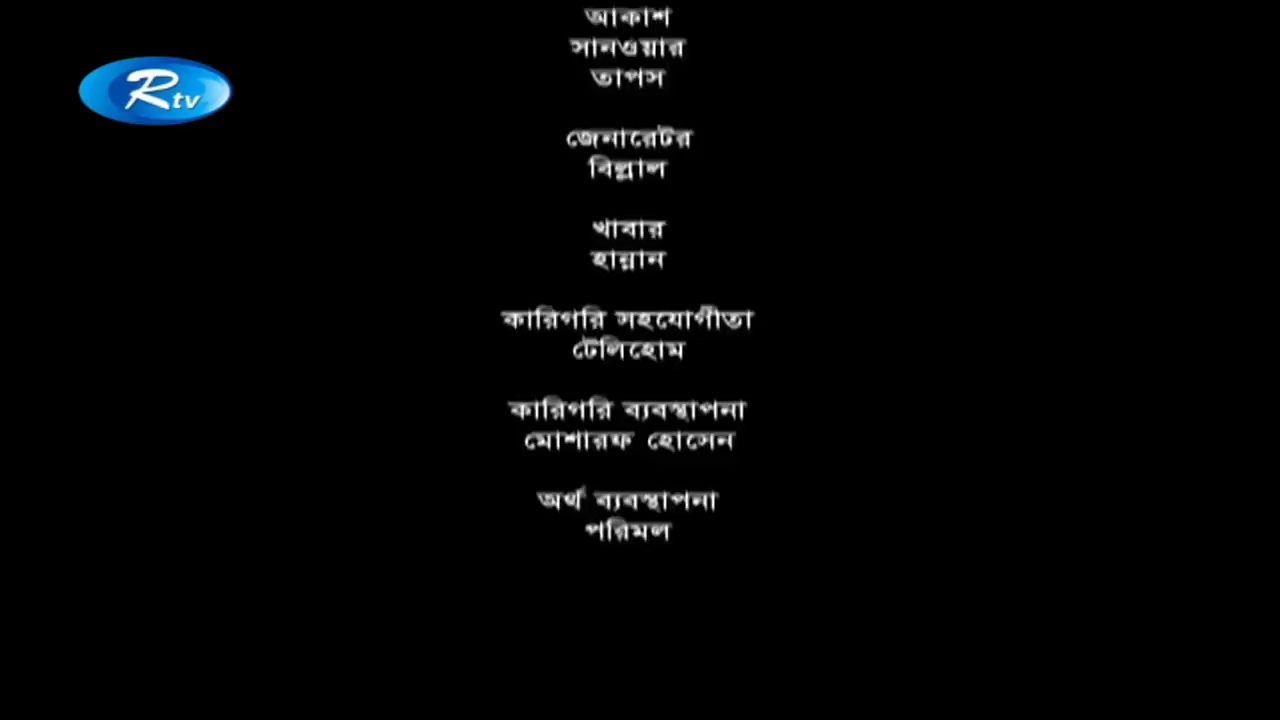 Rtv
আকাশ
সানওয়ার
তাপস
জেনারেটর
বিল্লাল
খাবার
হান্নান
কারিগরি সহযোগীতা
টেলিহোম
কারিগরি ব্যবস্থাপনা
মোশারফ হোসেন
অর্থ ব্যবস্থাপনা
পরিমল